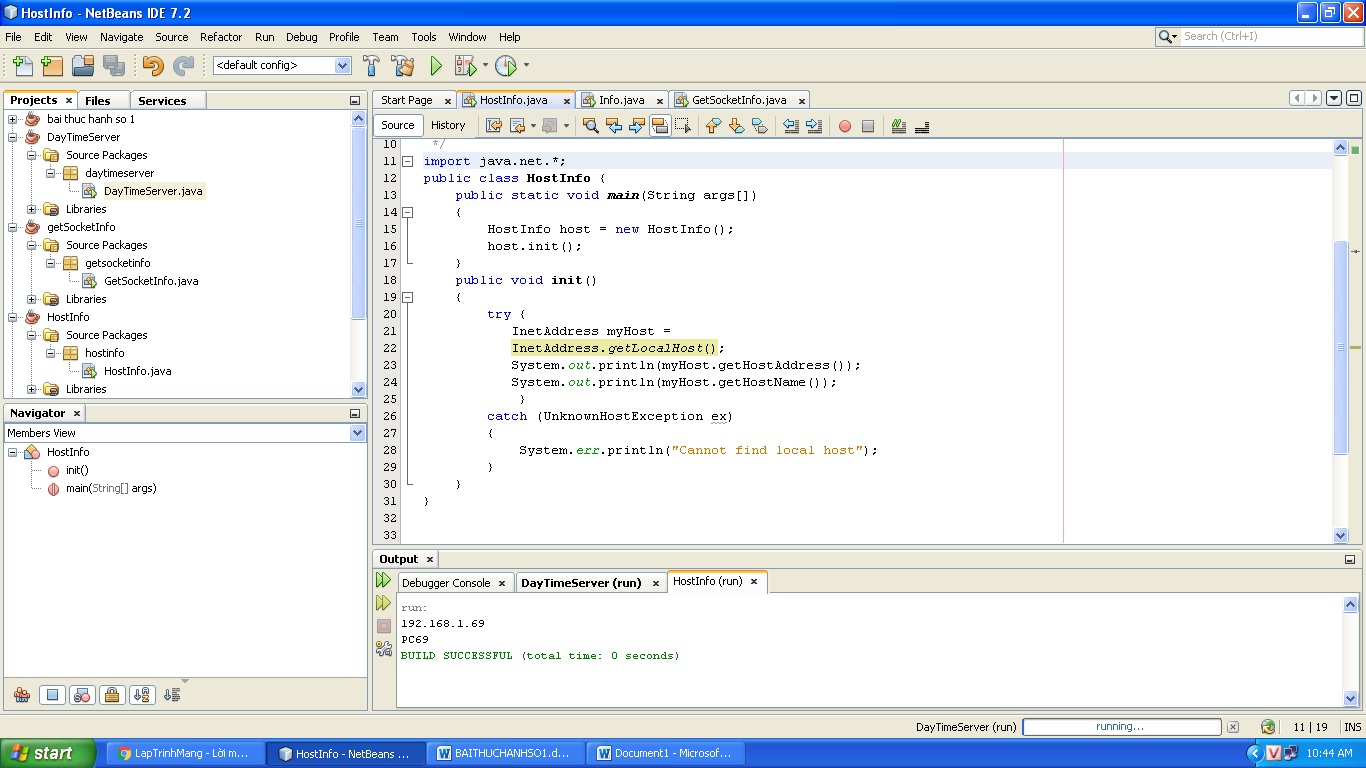 HostInfo - NetBeans IDE 7.2
File Edit View Navigate Source Refactor Run Debug Profile Team Tools Window Help
Search (Ctrl+I)
<default config>
Projects Files Services
bai thuc hanh so 1
DayTimeServer
Source Packages
daytimeserver
DayTimeServer.java
Libraries
getSocketInfo
Source Packages
getsocketinfo
GetSocketInfo.java
Libraries
HostInfo
Source Packages
hostinfo
HostInfo.java
Libraries
Navigator
Members View
HostInfo
init()
main(String[] args)
Start Page HostInfo.java Info.java GetSocketInfo.java
Source History
10 */
11 import java.net.*;
12 public class HostInfo {
13 public static void main(String args[])
14 {
15 HostInfo host = new HostInfo();
16 host.init();
17 }
18 public void init()
19 {
20 try {
21 InetAddress myHost =
22 InetAddress.getLocalHost();
23 System.out.println(myHost.getHostAddress());
24 System.out.println(myHost.getHostName());
25 }
26 catch (UnknownHostException ex)
27 {
28 System.err.println("Cannot find local host");
29 }
30 }
31 }
32
33
Output
Debugger Console DayTimeServer (run) HostInfo (run)
run:
192.168.1.69
PC69
BUILD SUCCESSFUL (total time: 0 seconds)
DayTimeServer (run) running... 11 | 19 INS
start LapTrinhMang - Lời m... HostInfo - NetBeans ... BAITHUCHANHSO1.d... Document1 - Microsof... 10:44 AM